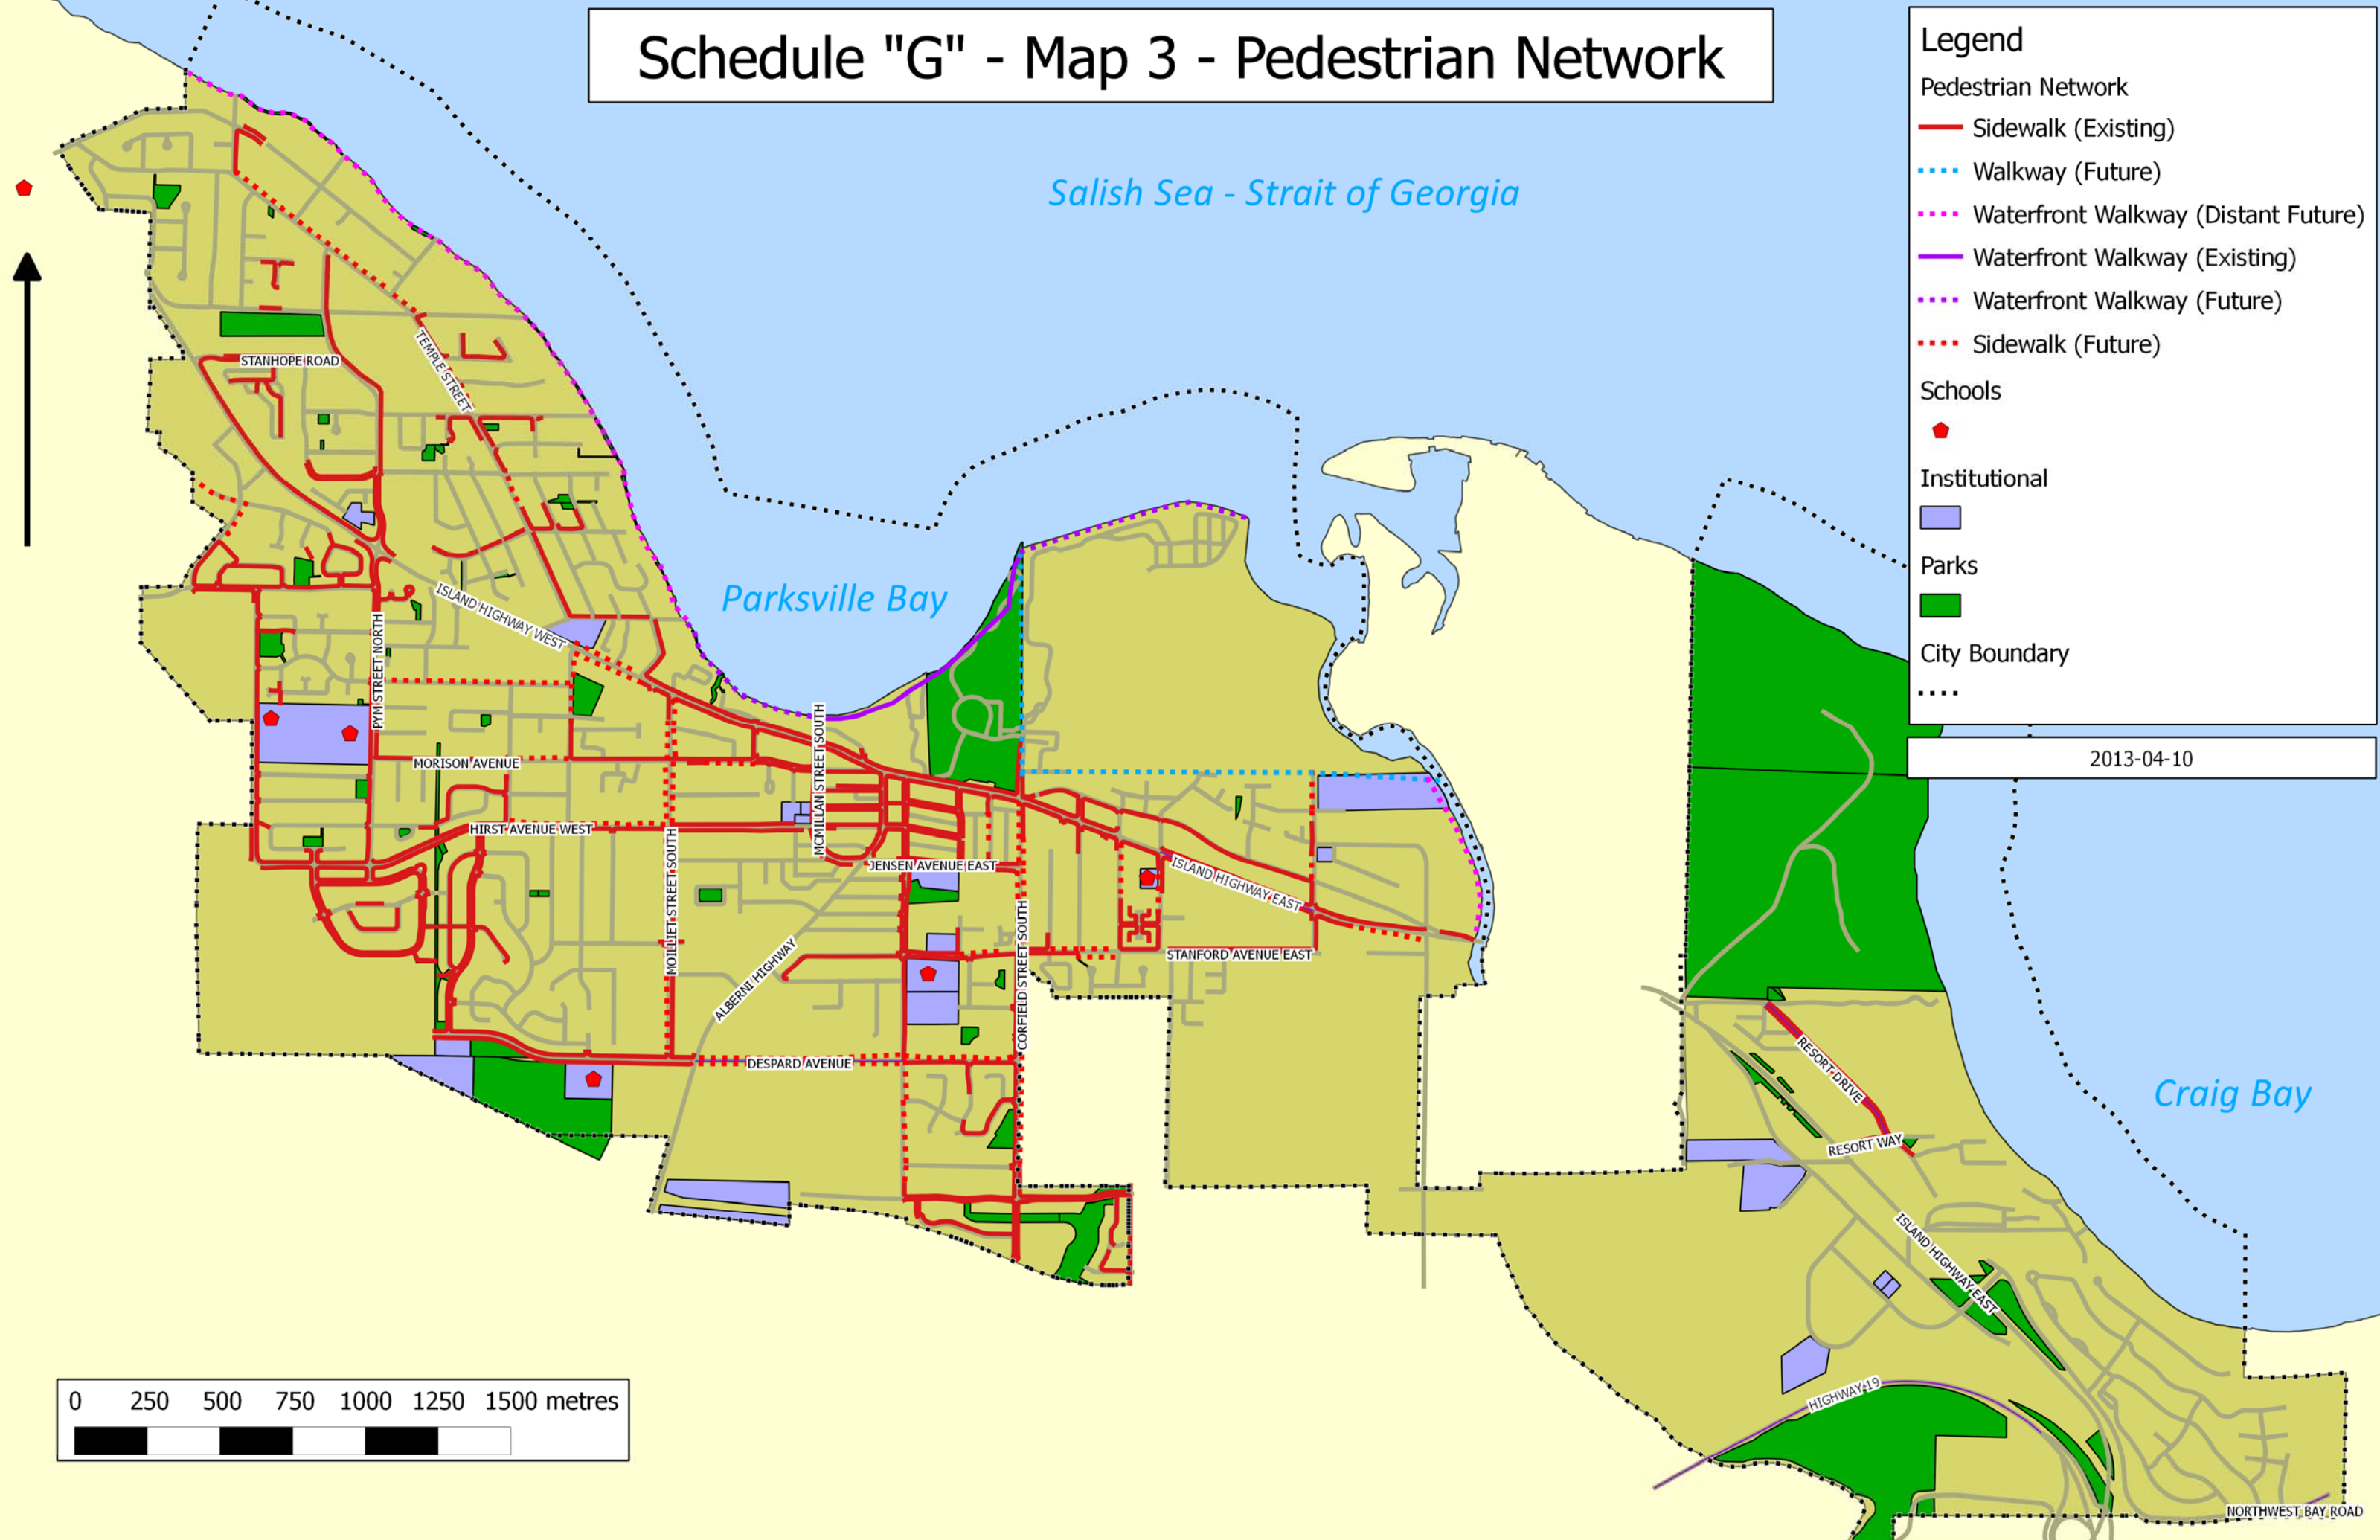 Schedule "G" - Map 3 - Pedestrian Network
Legend
Pedestrian Network
Sidewalk (Existing)
Walkway (Future)
Waterfront Walkway (Distant Future)
Waterfront Walkway (Existing)
Waterfront Walkway (Future)
Sidewalk (Future)
Schools
Institutional
Parks
City Boundary
2013-04-10
Salish Sea - Strait of Georgia
Parksville Bay
Craig Bay
STANHOPE ROAD
TEMPLE STREET
ISLAND HIGHWAY WEST
PYM STREET NORTH
MORISON AVENUE
MCMILLAN STREET SOUTH
HIRST AVENUE WEST
JENSEN AVENUE EAST
ISLAND HIGHWAY EAST
MOILLIET STREET SOUTH
ALBERNI HIGHWAY
CORFIELD STREET SOUTH
STANFORD AVENUE EAST
DESPARD AVENUE
RESORT DRIVE
RESORT WAY
ISLAND HIGHWAY EAST
HIGHWAY 19
NORTHWEST BAY ROAD
0 250 500 750 1000 1250 1500 metres